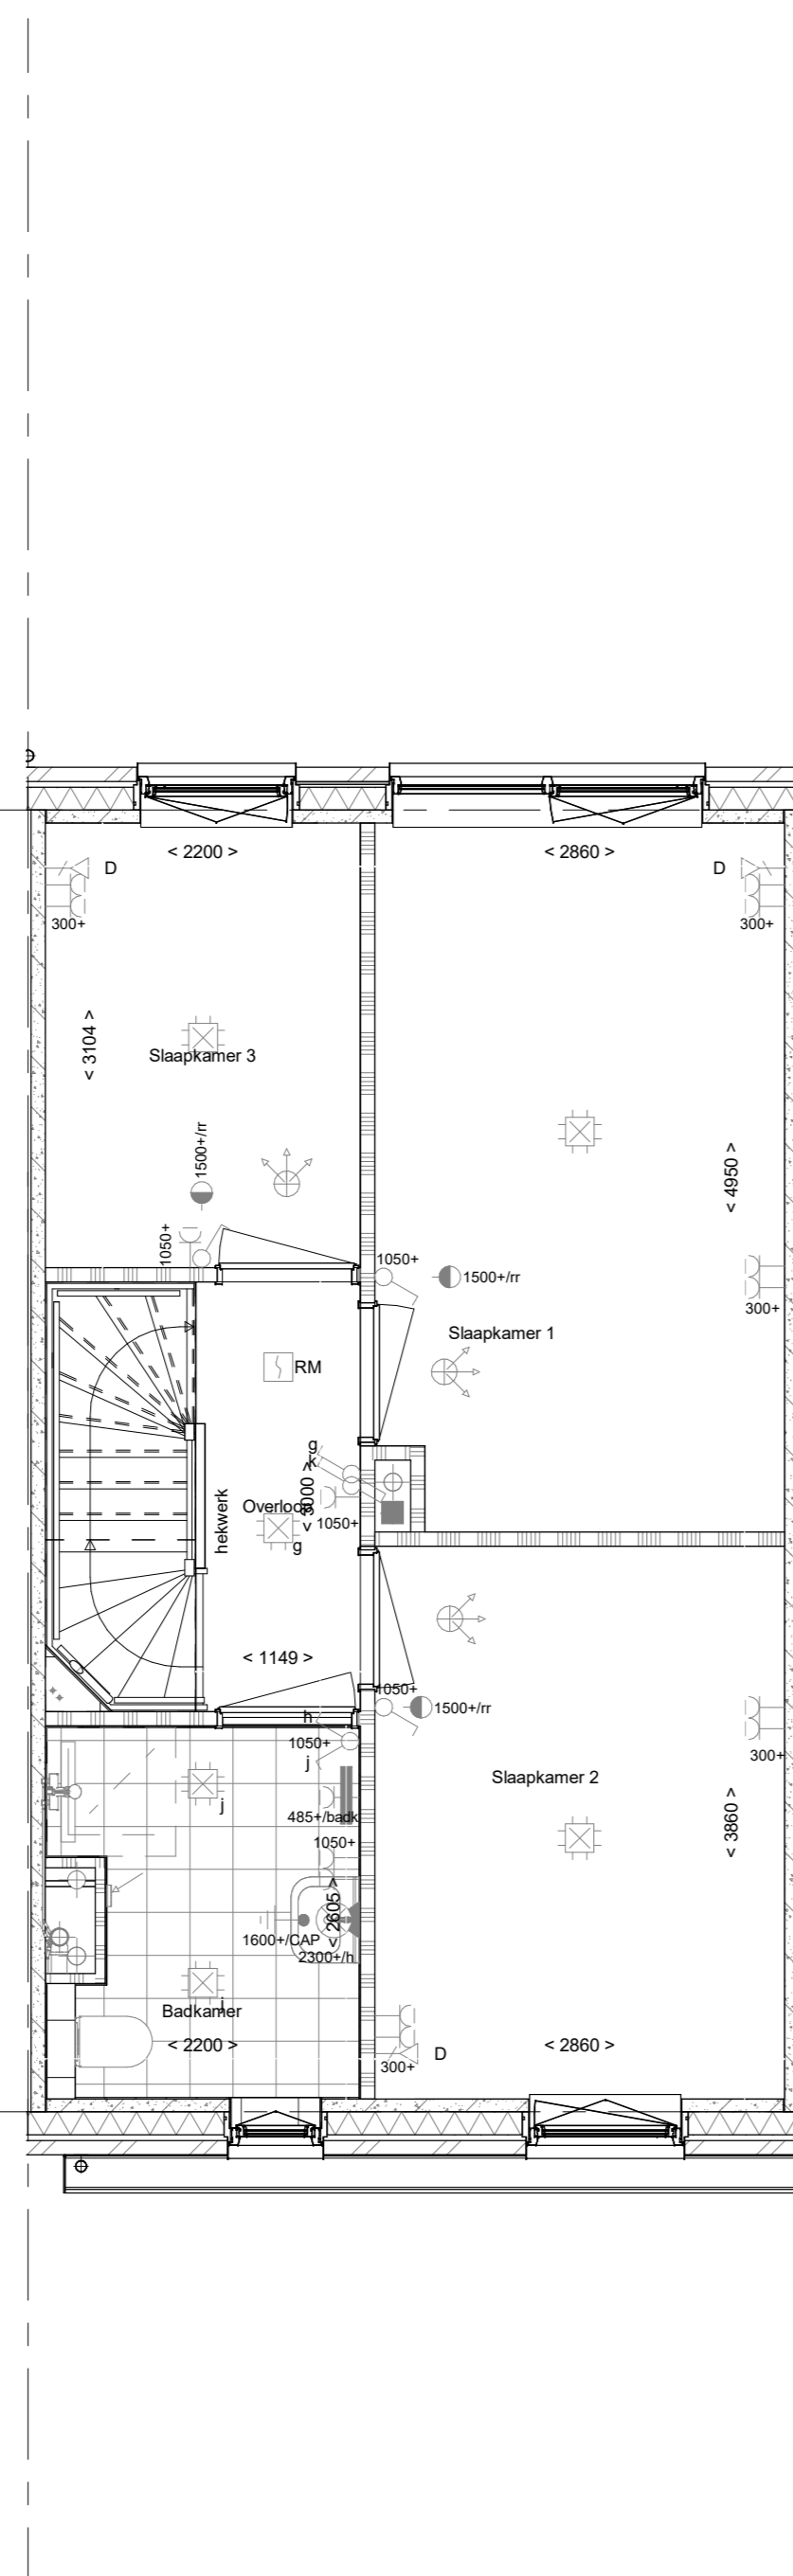 < 2200 >
< 2860 >
D
D
300+
300+
< 3104 >
Slaapkamer 3
1500+/rr
< 4950 >
1050+
1050+
1500+/rr
300+
Slaapkamer 1
RM
g
k
< 3000 >
Overloop
1050+
hekwerk
g
< 1149 >
1050+
h
1500+/rr
1050+
j
300+
Slaapkamer 2
j
485+/badk
< 3860 >
1050+
< 2605 >
1600+/CAP
2300+/h
j
Badkamer
< 2200 >
< 2860 >
D
300+